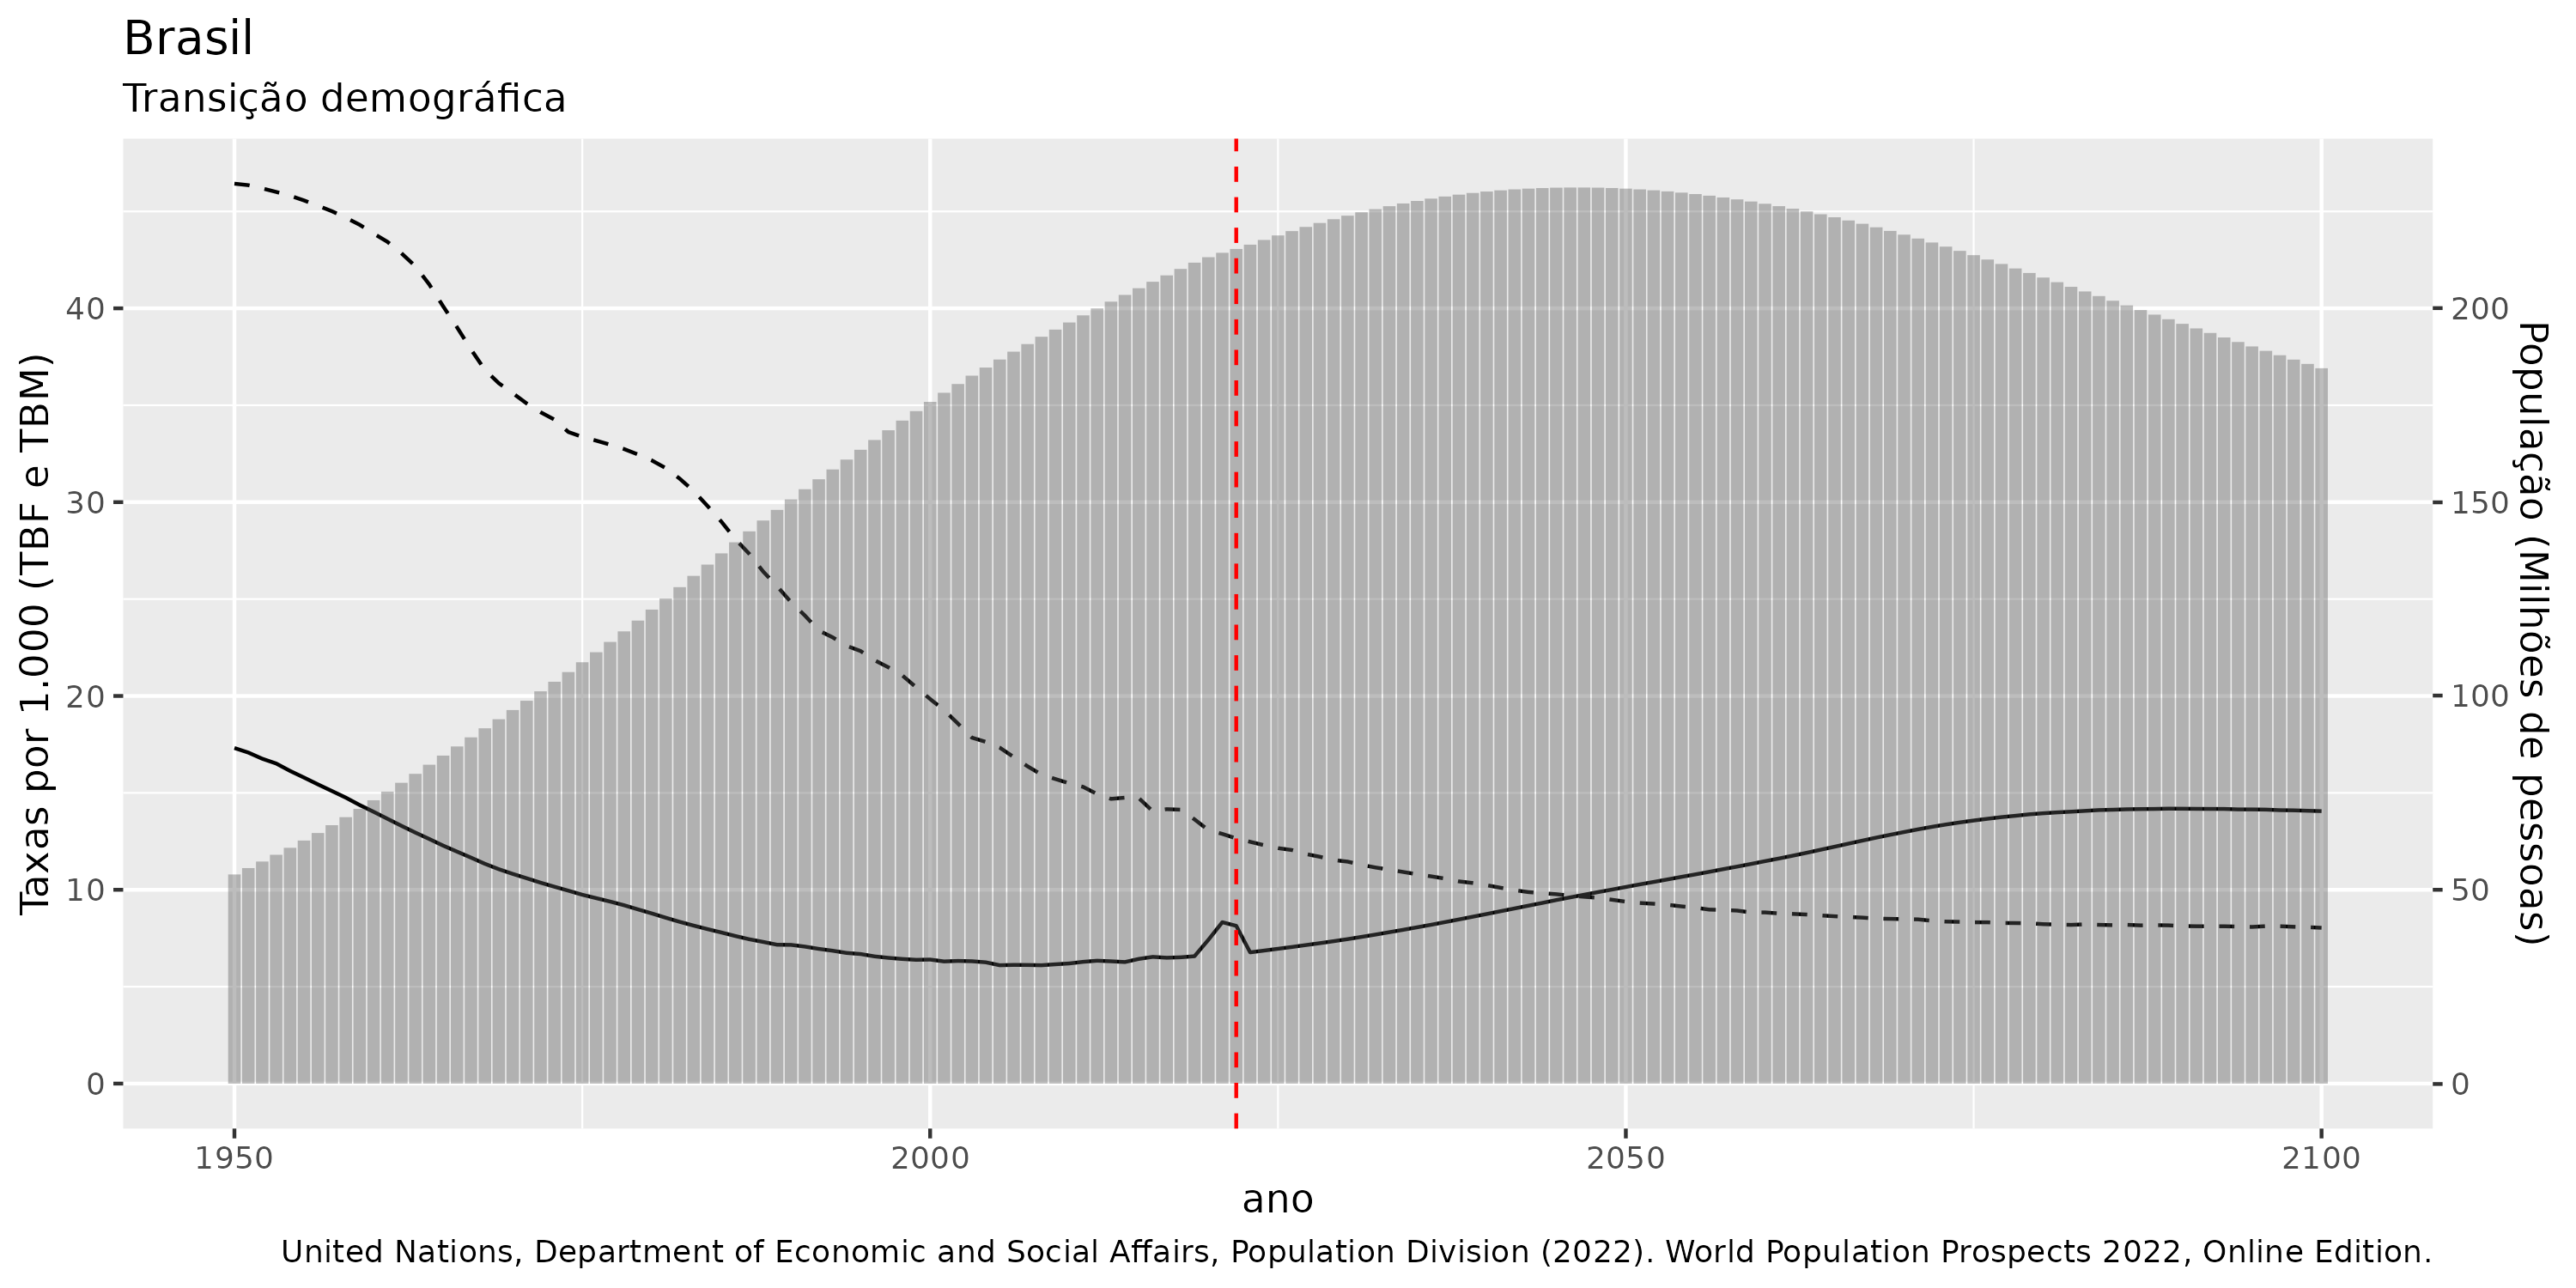 Brasil
Transição demográfica
Taxas por 1.000 (TBF e TBM)
40
30
20
10
0
200
150
100
50
0
População (Milhões de pessoas)
1950
2000
2050
2100
ano
United Nations, Department of Economic and Social Affairs, Population Division (2022). World Population Prospects 2022, Online Edition.